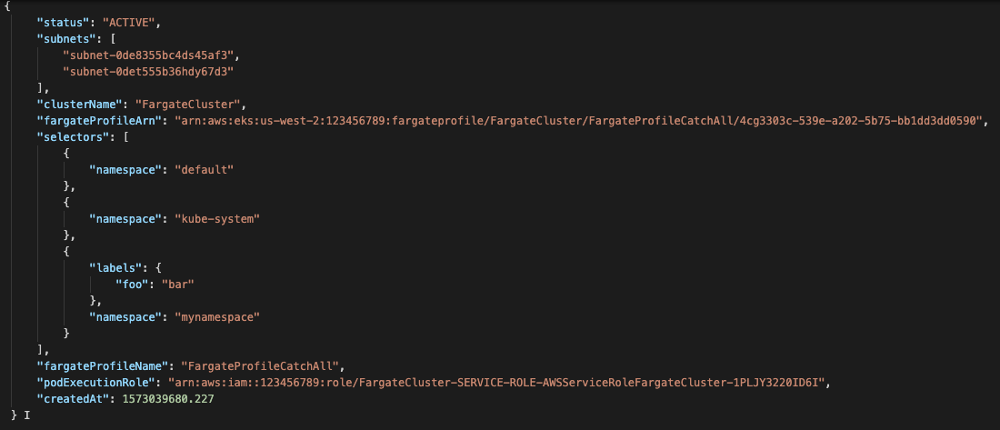 {
"status": "ACTIVE",
"subnets": [
"subnet-0de8355bc4ds45af3",
"subnet-0det555b36hdy67d3"
],
"clusterName": "FargateCluster",
"fargateProfileArn": "arn:aws:eks:us-west-2:123456789:fargateprofile/FargateCluster/FargateProfileCatchAll/4cg3303c-539e-a202-5b75-bb1dd3dd0590",
"selectors": [
{
"namespace": "default"
},
{
"namespace": "kube-system"
},
{
"labels": {
"foo": "bar"
},
"namespace": "mynamespace"
}
],
"fargateProfileName": "FargateProfileCatchAll",
"podExecutionRole": "arn:aws:iam::123456789:role/FargateCluster-SERVICE-ROLE-AWSServiceRoleFargateCluster-1PLJY3220ID6I",
"createdAt": 1573039680.227
}